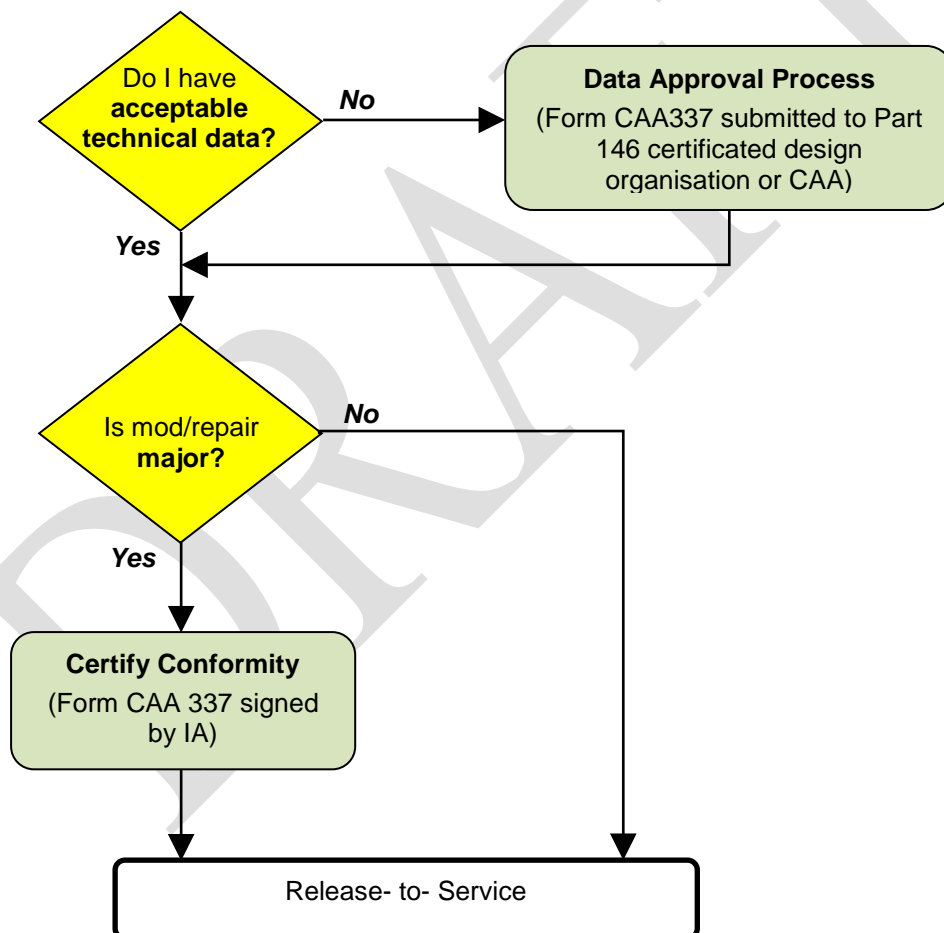 Do I have
acceptable
technical data?
No
Data Approval Process
(Form CAA337 submitted to Part
146 certificated design
organisation or CAA)
Yes
Is mod/repair
major?
No
Yes
Certify Conformity
(Form CAA 337 signed
by IA)
Release- to- Service
DRAFT